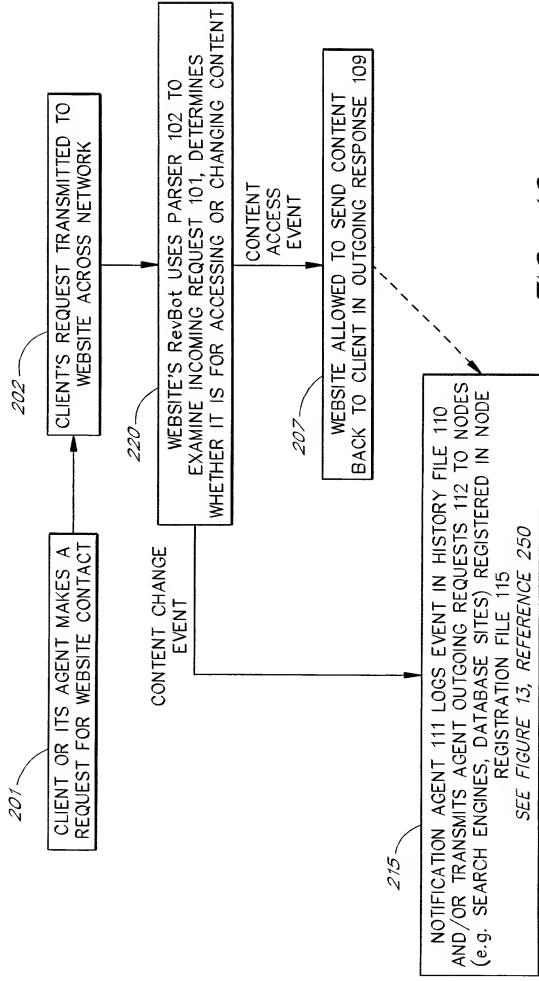 201
CLIENT OR ITS AGENT MAKES A
REQUEST FOR WEBSITE CONTACT
202
CLIENT'S REQUEST TRANSMITTED TO
WEBSITE ACROSS NETWORK
220
WEBSITE'S RevBot USES PARSER 102 TO
EXAMINE INCOMING REQUEST 101, DETERMINES
WHETHER IT IS FOR ACCESSING OR CHANGING CONTENT
CONTENT CHANGE
EVENT
CONTENT
ACCESS
EVENT
207
WEBSITE ALLOWED TO SEND CONTENT
BACK TO CLIENT IN OUTGOING RESPONSE 109
215
NOTIFICATION AGENT 111 LOGS EVENT IN HISTORY FILE 110
AND/OR TRANSMITS AGENT OUTGOING REQUESTS 112 TO NODES
(e.g. SEARCH ENGINES, DATABASE SITES) REGISTERED IN NODE
REGISTRATION FILE 115
SEE FIGURE 13, REFERENCE 250